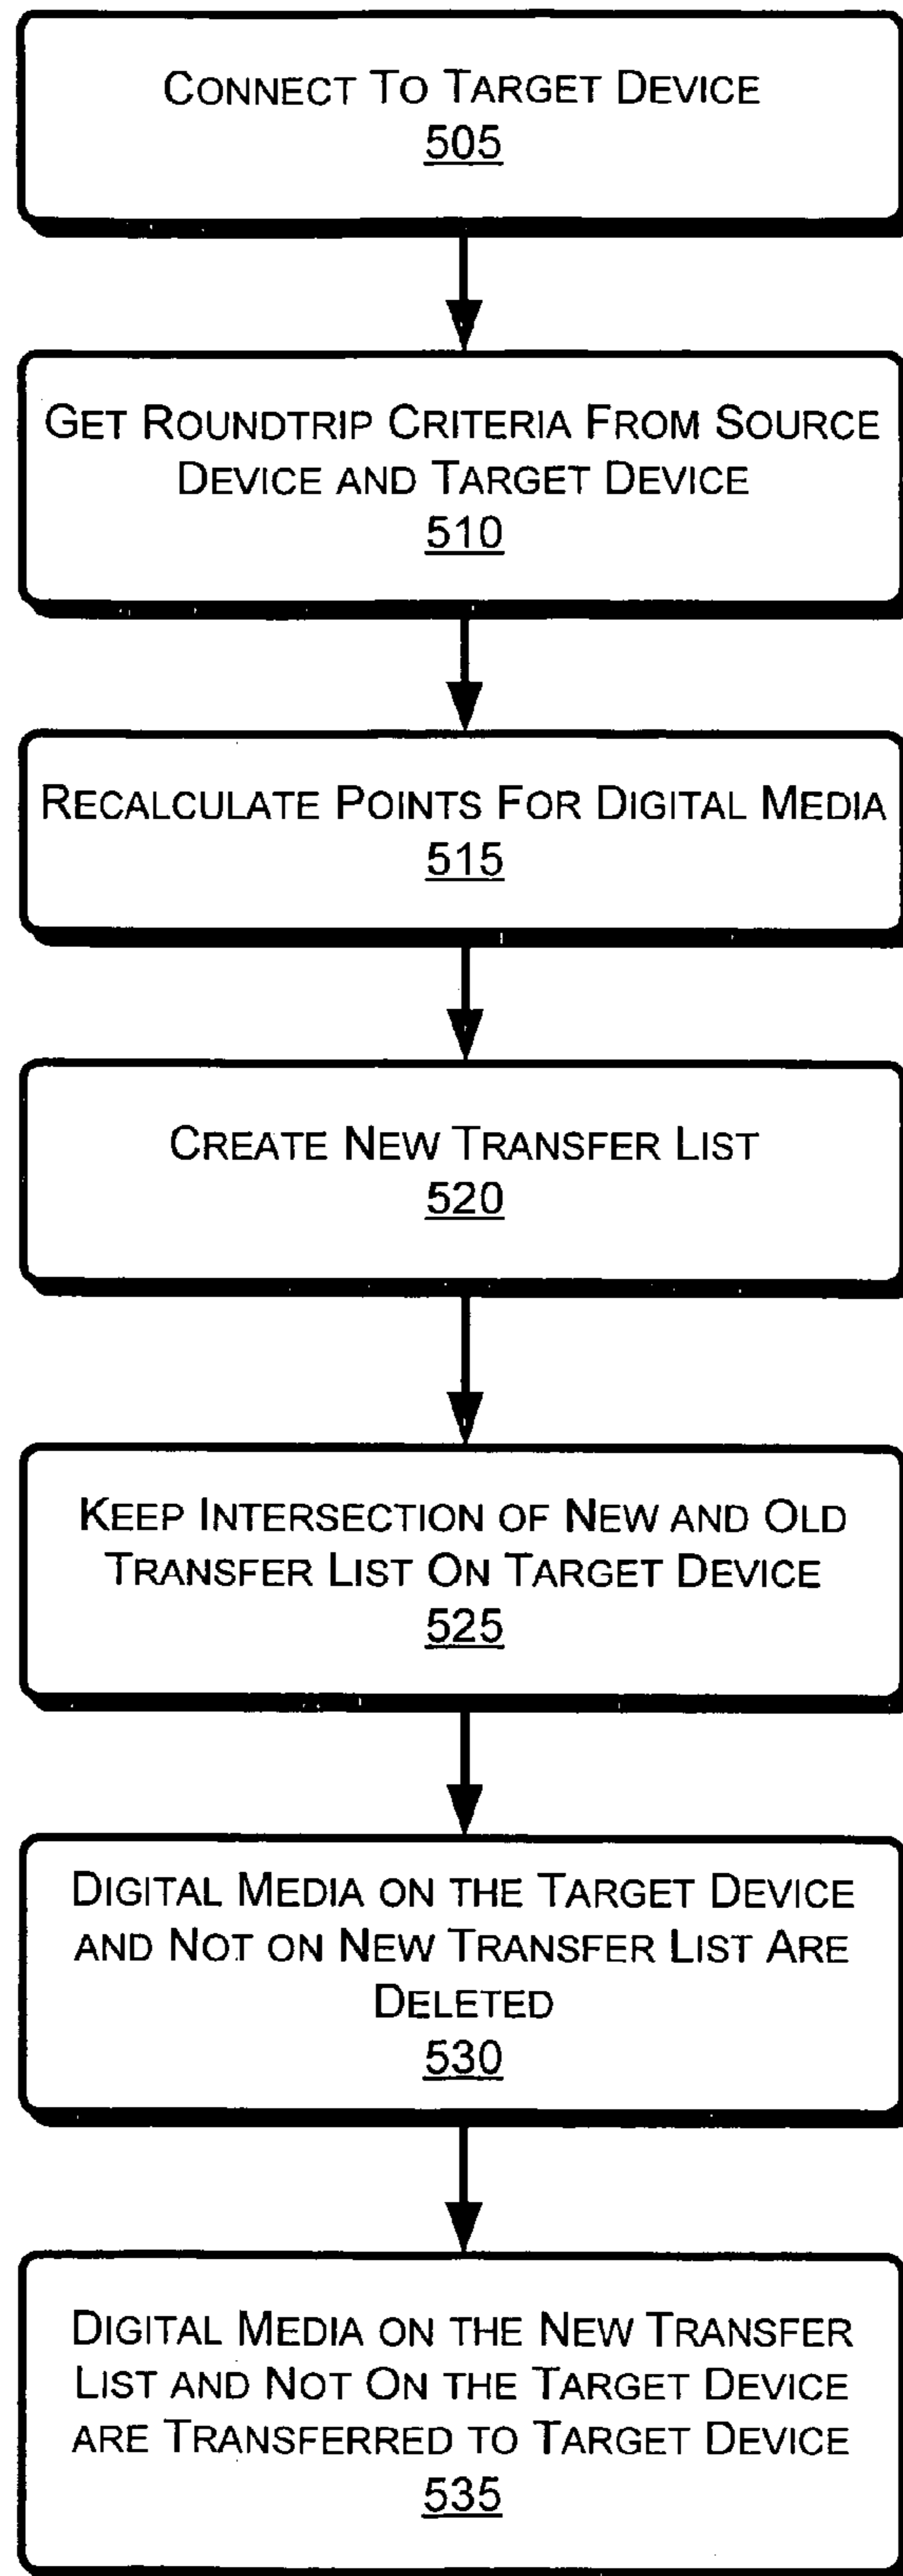 CONNECT TO TARGET DEVICE
505
GET ROUNDTRIP CRITERIA FROM SOURCE
DEVICE AND TARGET DEVICE
510
RECALCULATE POINTS FOR DIGITAL MEDIA
515
CREATE NEW TRANSFER LIST
520
KEEP INTERSECTION OF NEW AND OLD
TRANSFER LIST ON TARGET DEVICE
525
DIGITAL MEDIA ON THE TARGET DEVICE
AND NOT ON NEW TRANSFER LIST ARE
DELETED
530
DIGITAL MEDIA ON THE NEW TRANSFER
LIST AND NOT ON THE TARGET DEVICE
ARE TRANSFERRED TO TARGET DEVICE
535